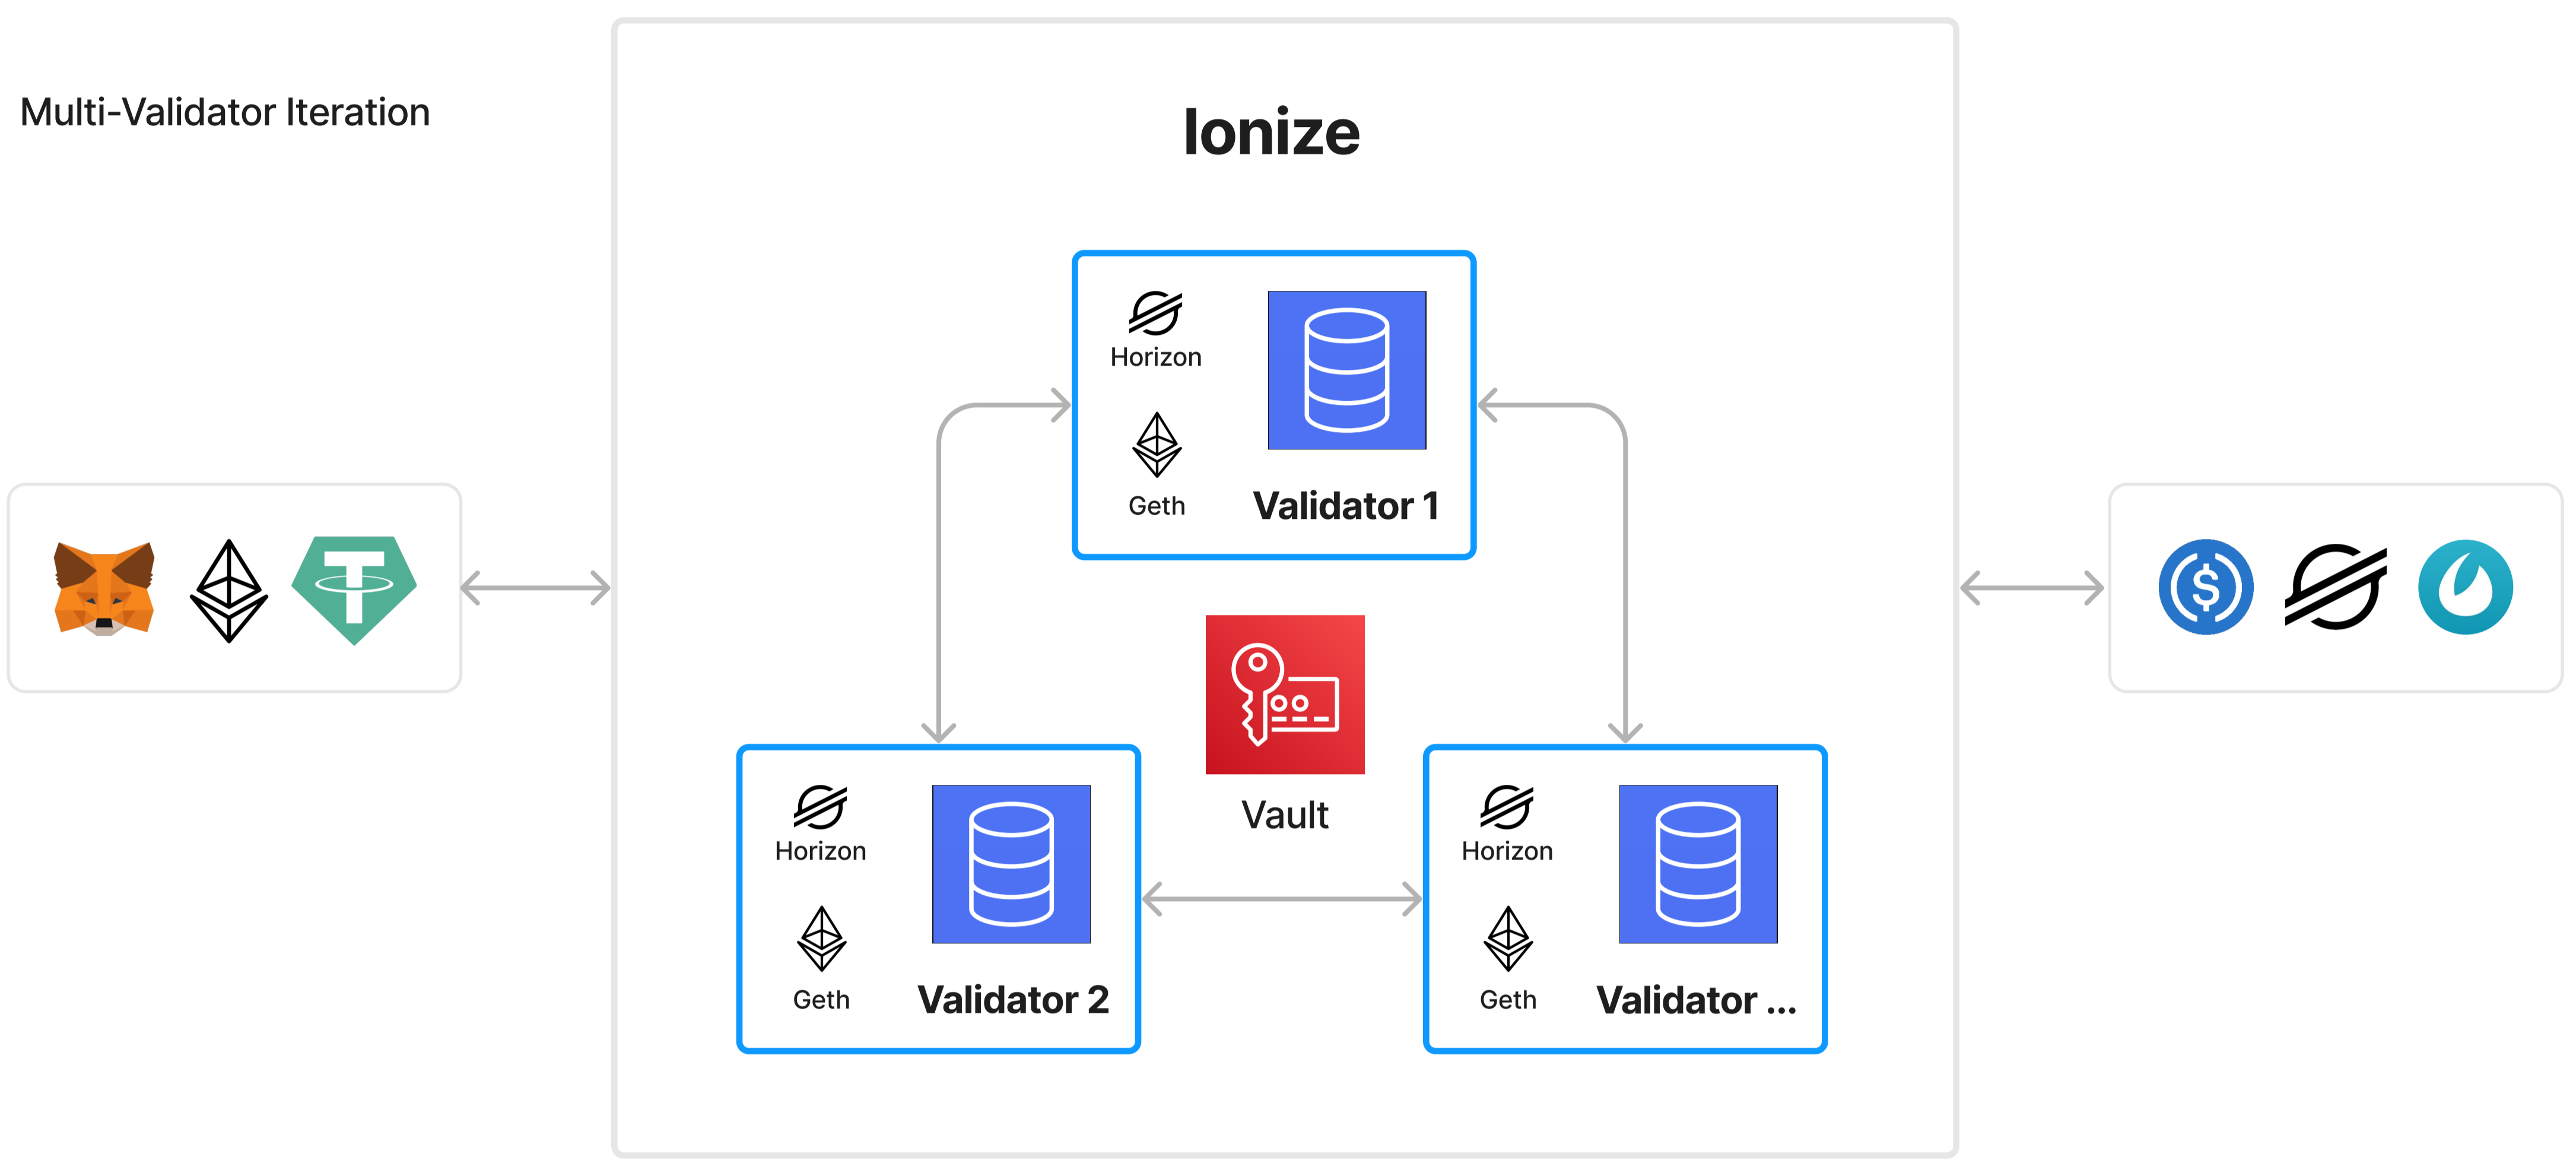 Multi-Validator Iteration
Ionize
Horizon
Geth
Validator 1
Vault
Horizon
Geth
Validator 2
Horizon
Geth
Validator ...